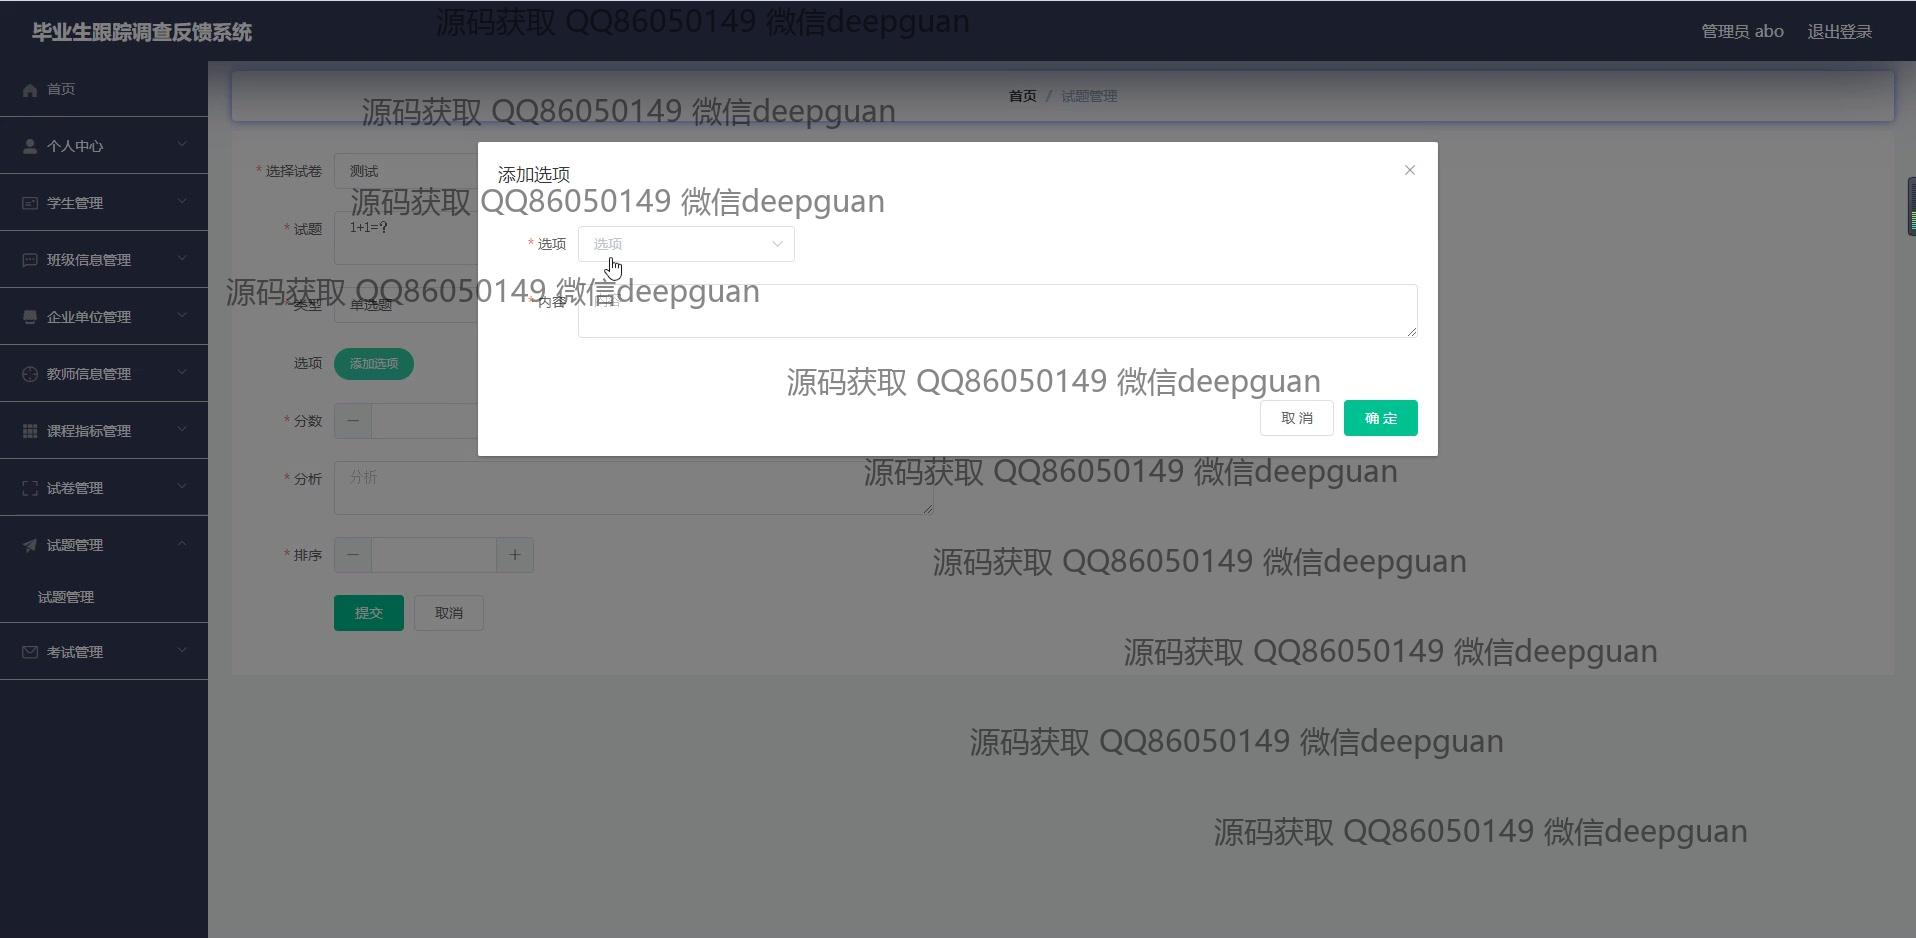 毕业生跟踪调查反馈系统
源码获取 QQ86050149 微信deepguan
管理员 abo
退出登录
首页
个人中心
学生管理
班级信息管理
企业单位管理
教师信息管理
课程指标管理
试卷管理
试题管理
试题管理
考试管理
首页 / 试题管理
源码获取 QQ86050149 微信deepguan
* 选择试卷
测试
* 试题
1+1=?
* 类型
单选题
选项
添加选项
* 分数
* 分析
分析
* 排序
提交
取消
添加选项
源码获取 QQ86050149 微信deepguan
* 选项
选项
源码获取 QQ86050149 微信deepguan
* 内容
内容
源码获取 QQ86050149 微信deepguan
取 消
确 定
源码获取 QQ86050149 微信deepguan
源码获取 QQ86050149 微信deepguan
源码获取 QQ86050149 微信deepguan
源码获取 QQ86050149 微信deepguan
源码获取 QQ86050149 微信deepguan